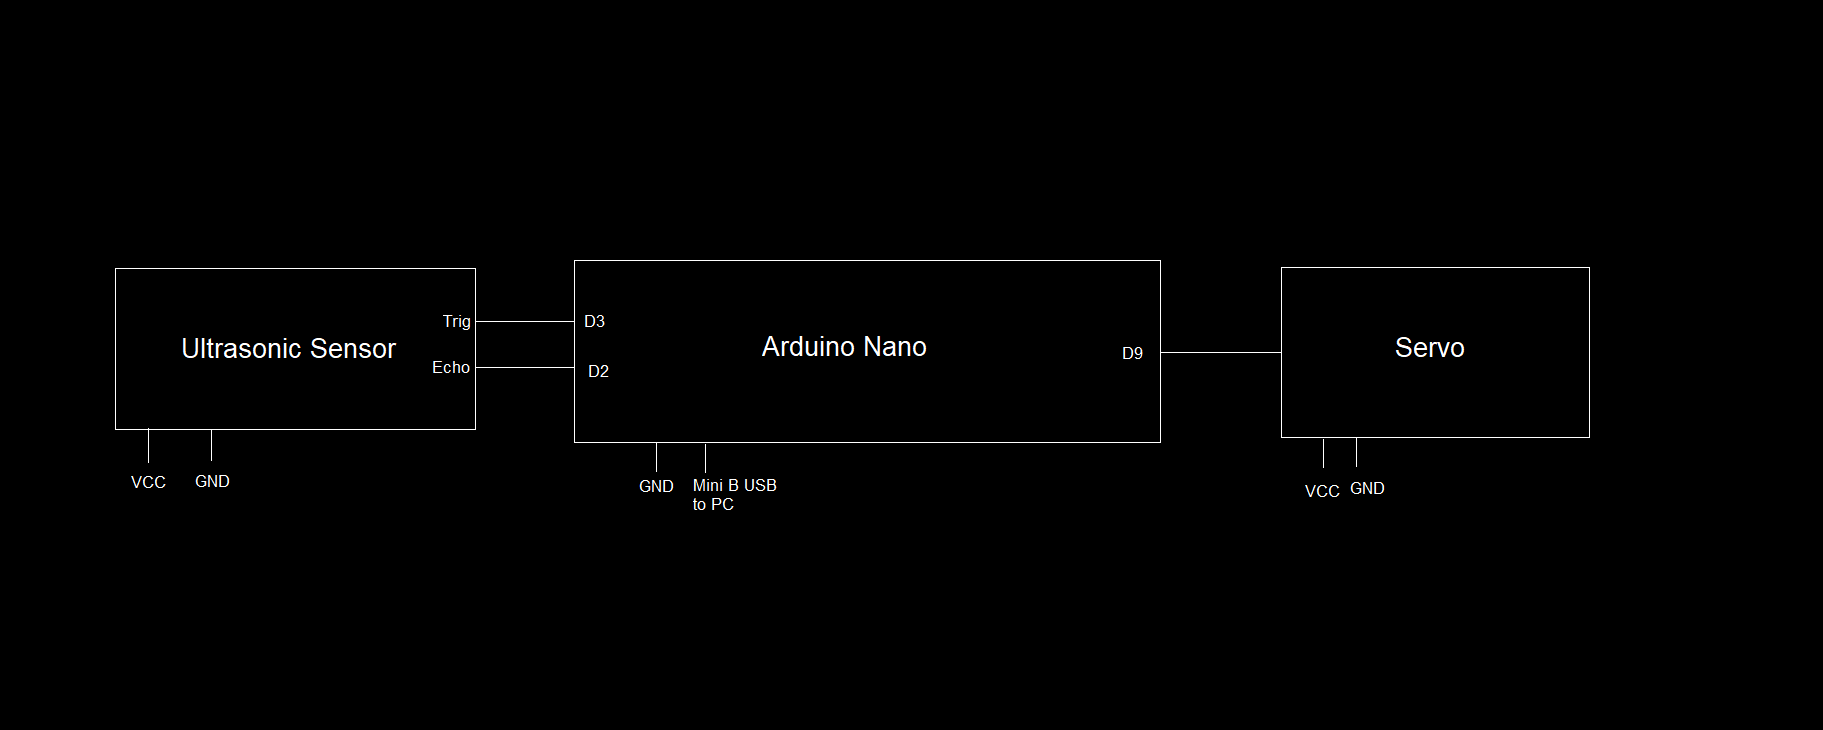 Ultrasonic Sensor
Trig
Echo
VCC
GND
Arduino Nano
D3
D2
D9
GND
Mini B USB
to PC
Servo
VCC
GND